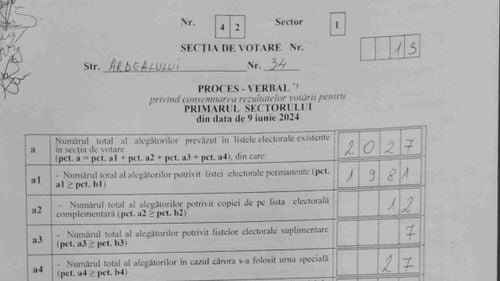 Nr. 4 2 Sector 1
SECȚIA DE VOTARE Nr. 1 3
Str. ARDEALULUI Nr. 34
PROCES - VERBAL *)
privind consemnarea rezultatelor votării pentru
PRIMARUL SECTORULUI
din data de 9 iunie 2024
a Numărul total al alegătorilor prevăzut în listele electorale existente 2 0 2 7
în secția de votare
(pct. a = pct. a1 + pct. a2 + pct. a3 + pct. a4), din care:
a1 - Numărul total al alegătorilor potrivit listei electorale permanente (pct. 1 9 8 1
a1 ≥ pct. b1)
a2 - Numărul total al alegătorilor potrivit copiei de pe lista electorală 1 2
complementară (pct. a2 ≥ pct. b2)
a3 - Numărul total al alegătorilor potrivit listelor electorale suplimentare 7
(pct. a3 ≥ pct. b3)
a4 - Numărul total al alegătorilor în cazul cărora s-a folosit urna specială 2 7
(pct. a4 ≥ pct. b4)